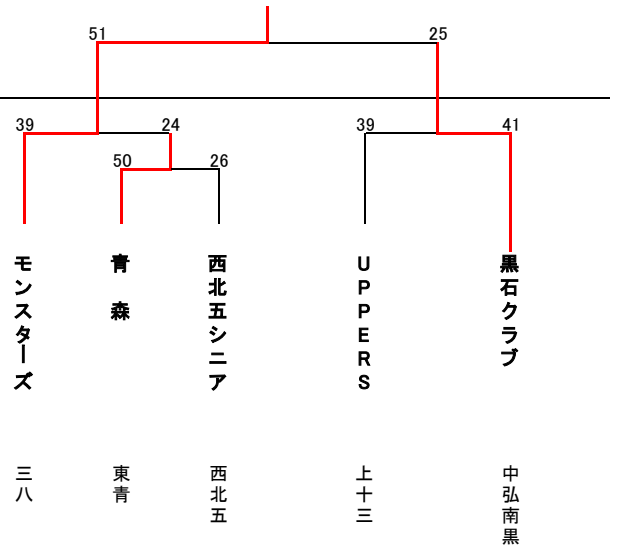 51
25
39
24
39
41
50
26
モンスターズ
青森
西北五シニア
UPPERS
黒石クラブ
三八
東青
西北五
上十三
中弘南黒